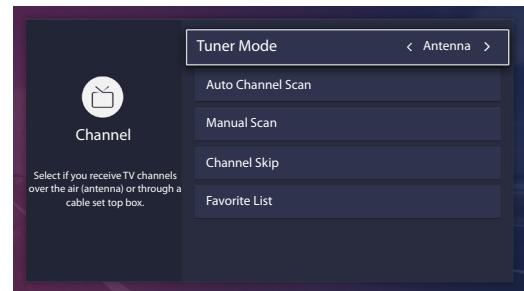 Channel
Select if you receive TV channels
over the air (antenna) or through a
cable set top box.
Tuner Mode < Antenna >
Auto Channel Scan
Manual Scan
Channel Skip
Favorite List